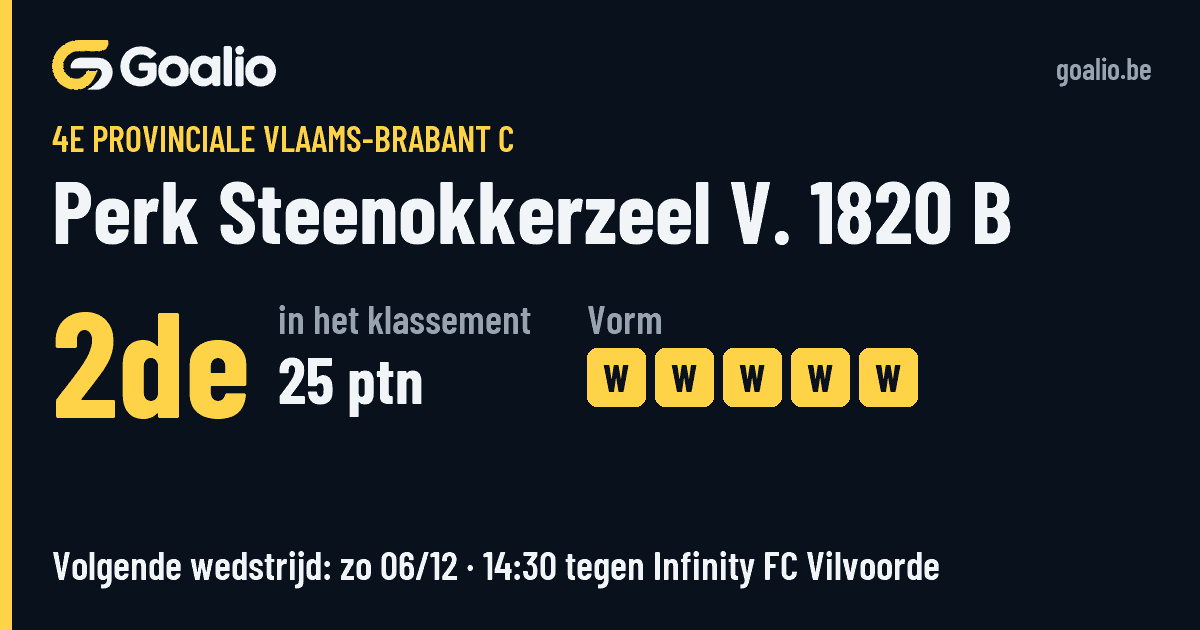 Goalio
goalio.be
4E PROVINCIALE VLAAMS-BRABANT C
Perk Steenokkerzeel V. 1820 B
2de
in het klassement
25 ptn
Vorm
W W W W W
Volgende wedstrijd: zo 06/12 · 14:30 tegen Infinity FC Vilvoorde